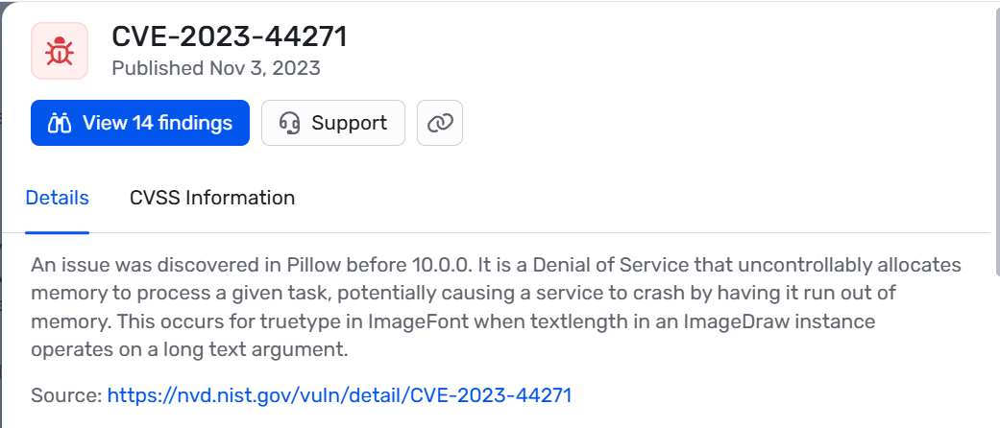 CVE-2023-44271
Published Nov 3, 2023
View 14 findings
Support
Details
CVSS Information
An issue was discovered in Pillow before 10.0.0. It is a Denial of Service that uncontrollably allocates
memory to process a given task, potentially causing a service to crash by having it run out of
memory. This occurs for truetype in ImageFont when textlength in an ImageDraw instance
operates on a long text argument.
Source: https://nvd.nist.gov/vuln/detail/CVE-2023-44271